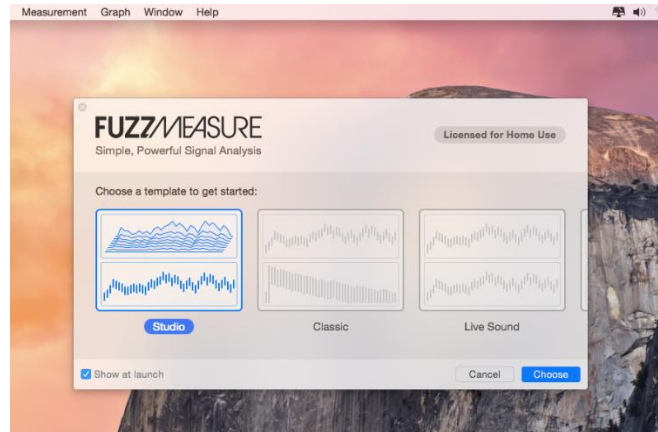 Measurement Graph Window Help
FUZZMEASURE
Simple, Powerful Signal Analysis
Licensed for Home Use
Choose a template to get started:
Studio
Classic
Live Sound
Show at launch
Cancel
Choose